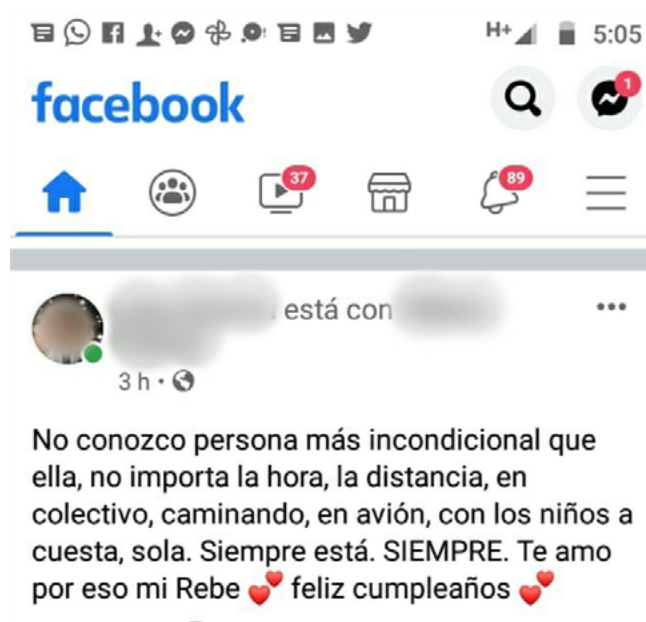 H+ 5:05
facebook
1
37
89
está con
3 h
No conozco persona más incondicional que
ella, no importa la hora, la distancia, en
colectivo, caminando, en avión, con los niños a
cuesta, sola. Siempre está. SIEMPRE. Te amo
por eso mi Rebe 💕 feliz cumpleaños 💕